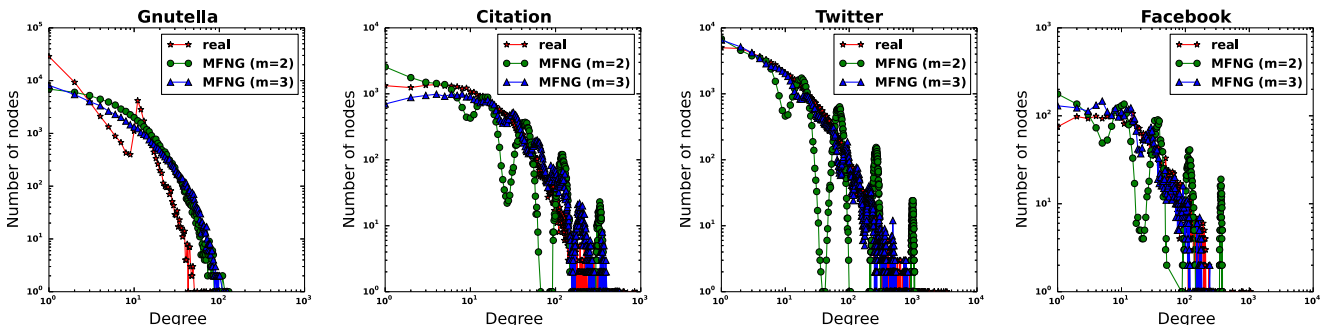 Gnutella
Number of nodes
10^5
10^4
10^3
10^2
10^1
10^0
10^0 10^1 10^2 10^3
Degree
real
MFNG (m=2)
MFNG (m=3)
Citation
Number of nodes
10^4
10^3
10^2
10^1
10^0
10^0 10^1 10^2 10^3
Degree
real
MFNG (m=2)
MFNG (m=3)
Twitter
Number of nodes
10^4
10^3
10^2
10^1
10^0
10^0 10^1 10^2 10^3 10^4
Degree
real
MFNG (m=2)
MFNG (m=3)
Facebook
Number of nodes
10^3
10^2
10^1
10^0
10^0 10^1 10^2 10^3 10^4
Degree
real
MFNG (m=2)
MFNG (m=3)